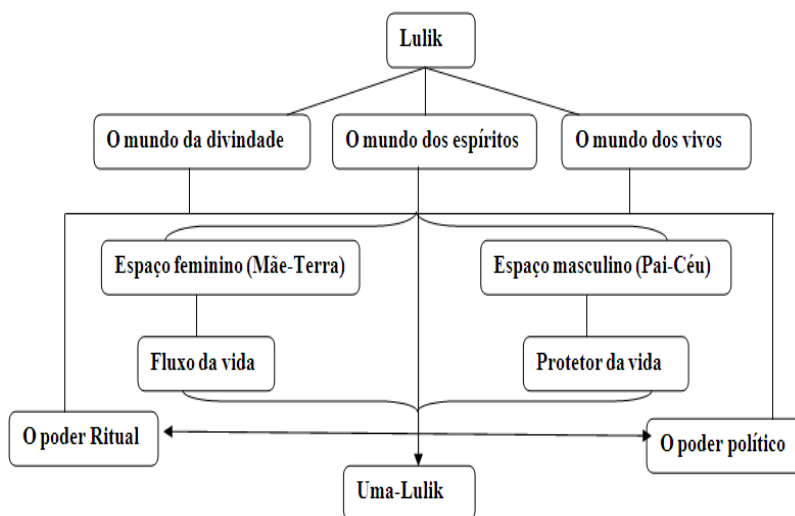 Lulik
O mundo da divindade
O mundo dos espíritos
O mundo dos vivos
Espaço feminino (Mãe-Terra)
Espaço masculino (Pai-Céu)
Fluxo da vida
Protetor da vida
O poder Ritual
O poder político
Uma-Lulik